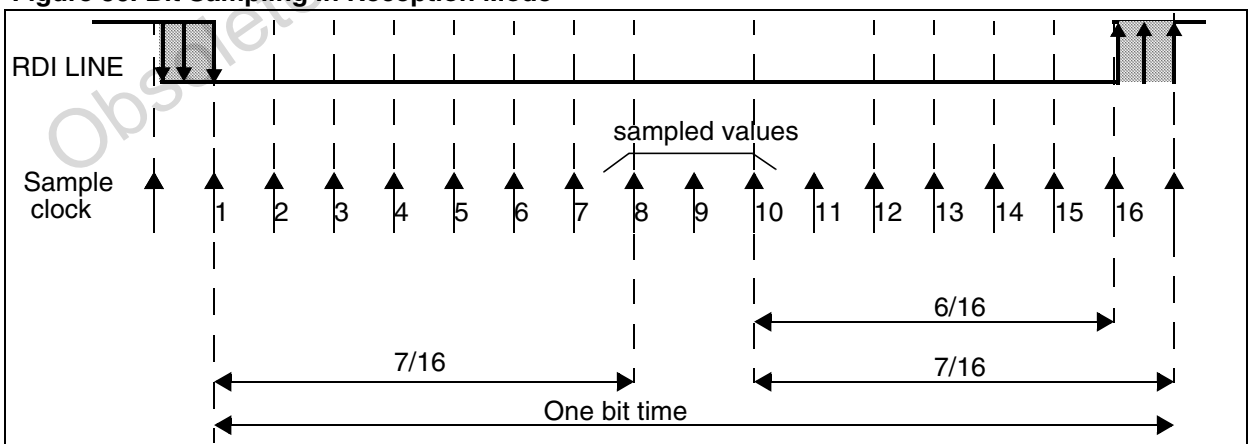 Figure 53. Bit Sampling in Reception Mode
RDI LINE
sampled values
Sample
clock
1 2 3 4 5 6 7 8 9 10 11 12 13 14 15 16
6/16
7/16 7/16
One bit time
Obsolete